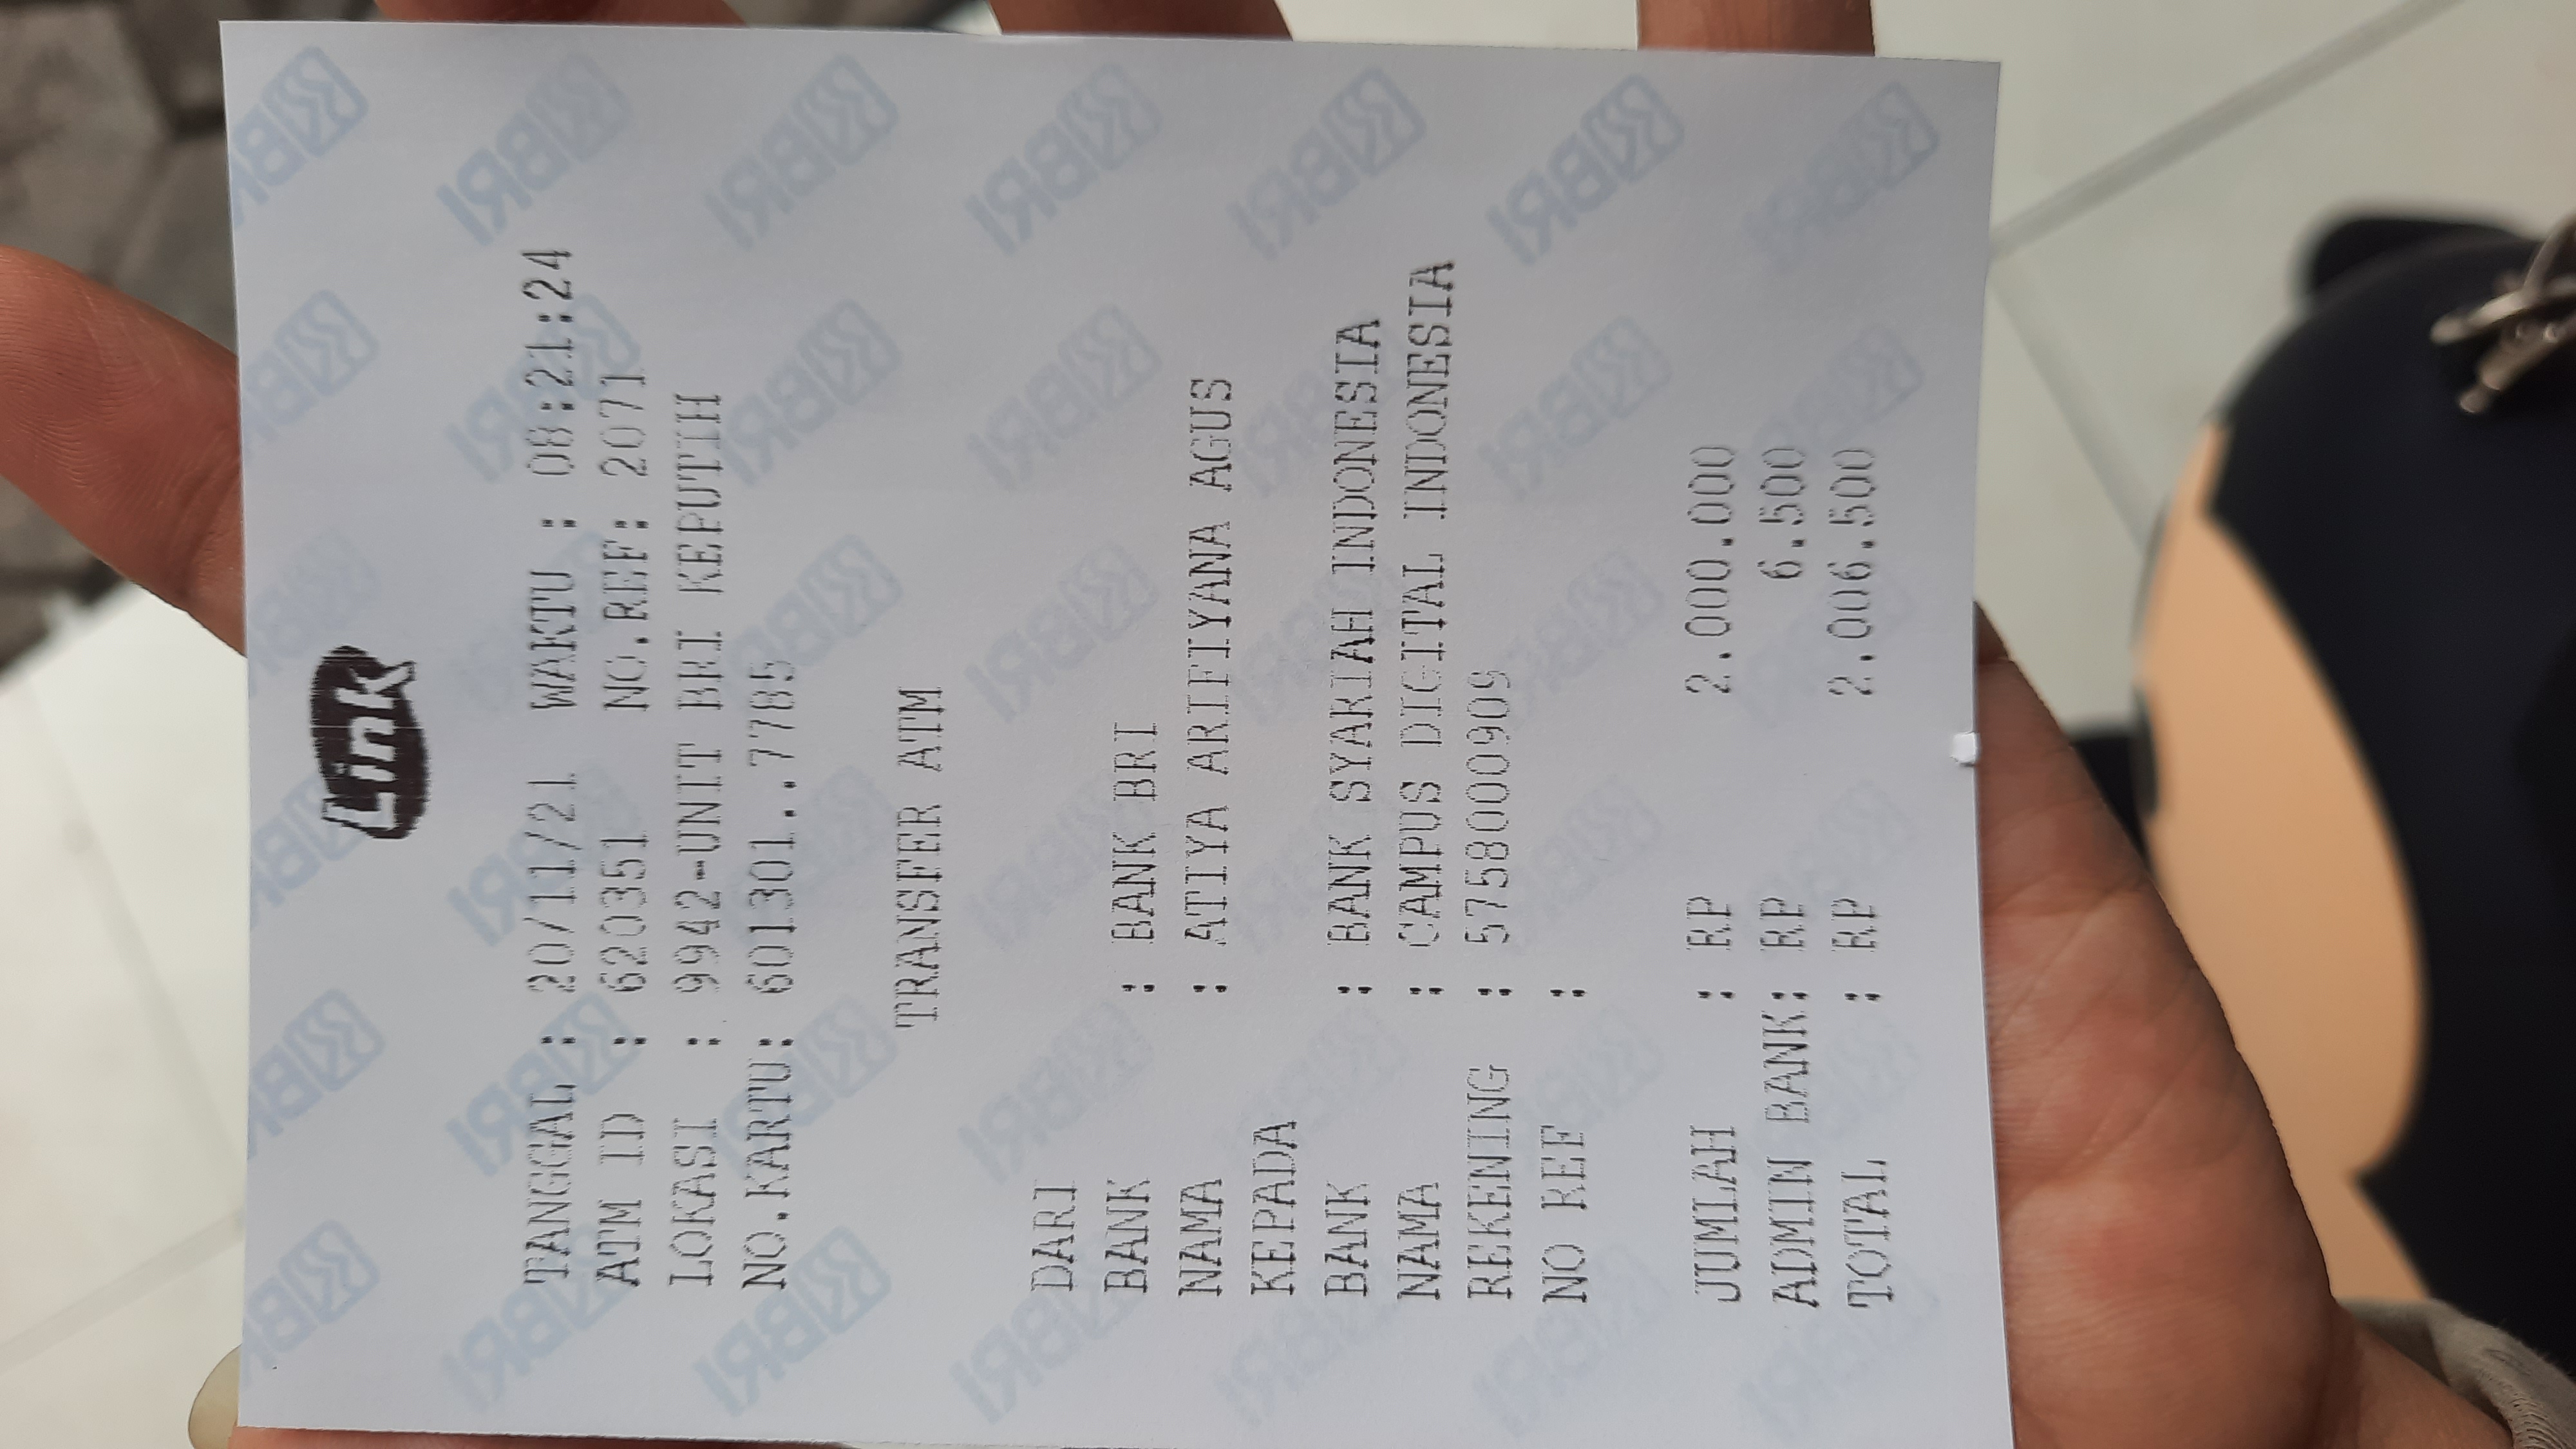 Link
TANGGAL : 20/11/21 WAKTU : 08:21:24
ATM ID : 620351 NO.REF: 2071
LOKASI : 9942-UNIT BRI KEPUTIH
NO.KARTU: 601301..7785
TRANSFER ATM
DARI
BANK : BANK BRI
NAMA : ATIYA ARIFIYANA AGUS
KEPADA
BANK : BANK SYARIAH INDONESIA
NAMA : CAMPUS DIGITAL INDONESIA
REKENING : 5758000909
NO REF :
JUMLAH : RP 2.000.000
ADMIN BANK: RP 6.500
TOTAL : RP 2.006.500